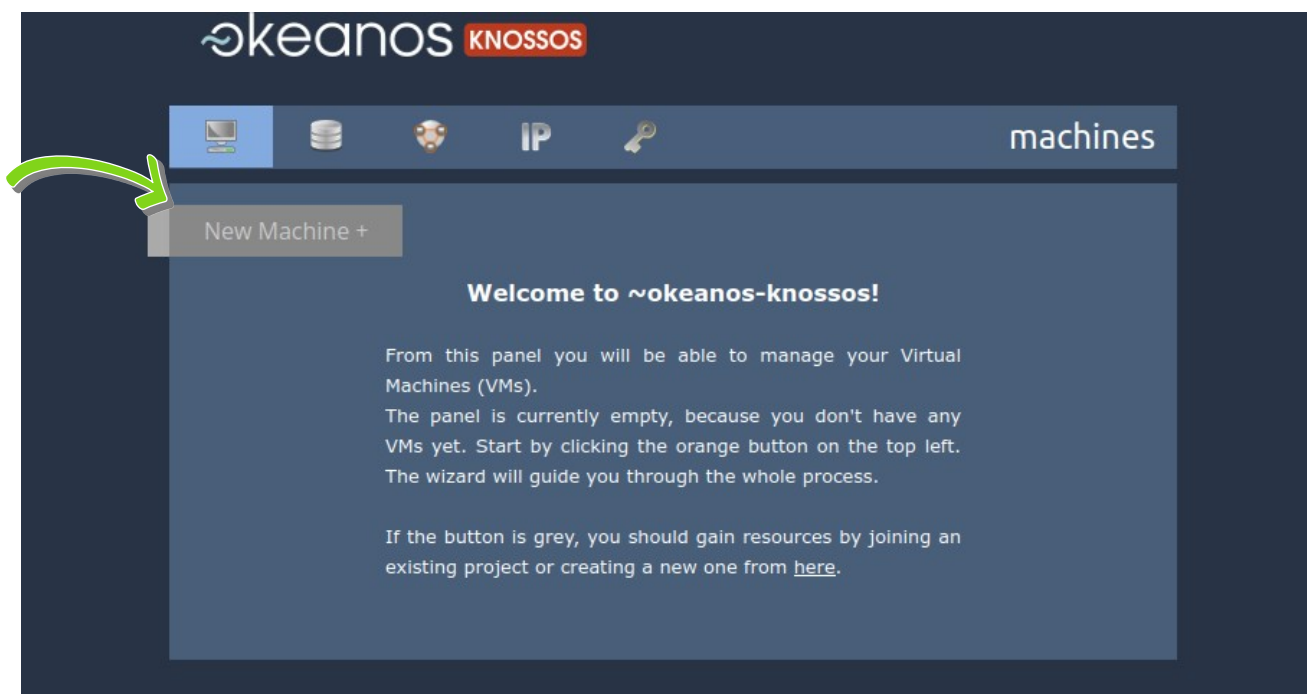 ~okeanos KNOSSOS
IP
machines
New Machine +
Welcome to ~okeanos-knossos!
From this panel you will be able to manage your Virtual
Machines (VMs).
The panel is currently empty, because you don't have any
VMs yet. Start by clicking the orange button on the top left.
The wizard will guide you through the whole process.
If the button is grey, you should gain resources by joining an
existing project or creating a new one from here.